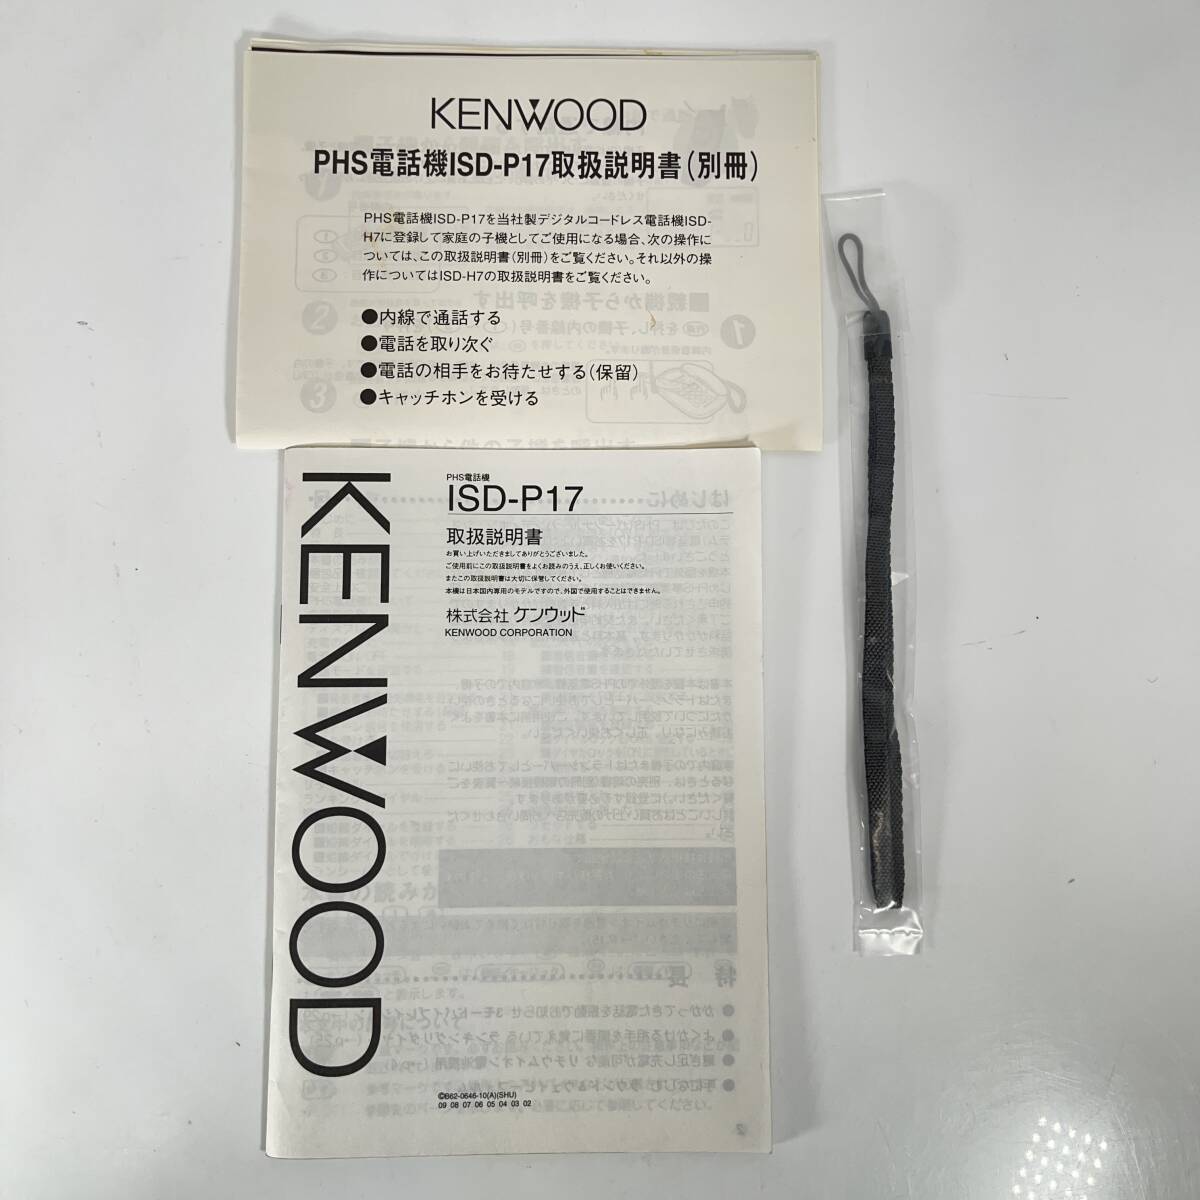 KENWOOD
PHS電話機ISD-P17取扱説明書(別冊)
PHS電話機ISD-P17を当社製デジタルコードレス電話機ISD-
H7に登録して家庭の子機としてご使用になる場合、次の操作に
ついては、この取扱説明書(別冊)をご覧ください。それ以外の操
作についてはISD-H7の取扱説明書をご覧ください。
●内線で通話する
●電話を取り次ぐ
●電話の相手をお待たせする(保留)
●キャッチホンを受ける
KENWOOD
PHS電話機
ISD-P17
取扱説明書
お買い上げいただきましてありがとうございました。
ご使用前にこの取扱説明書をよくお読みのうえ、正しくお使いください。
またこの取扱説明書は大切に保管してください。
本機は日本国内専用のモデルですので、外国で使用することはできません。
株式会社 ケンウッド
KENWOOD CORPORATION
©B62-0646-10(A)(SHU)
09 08 07 06 05 04 03 02